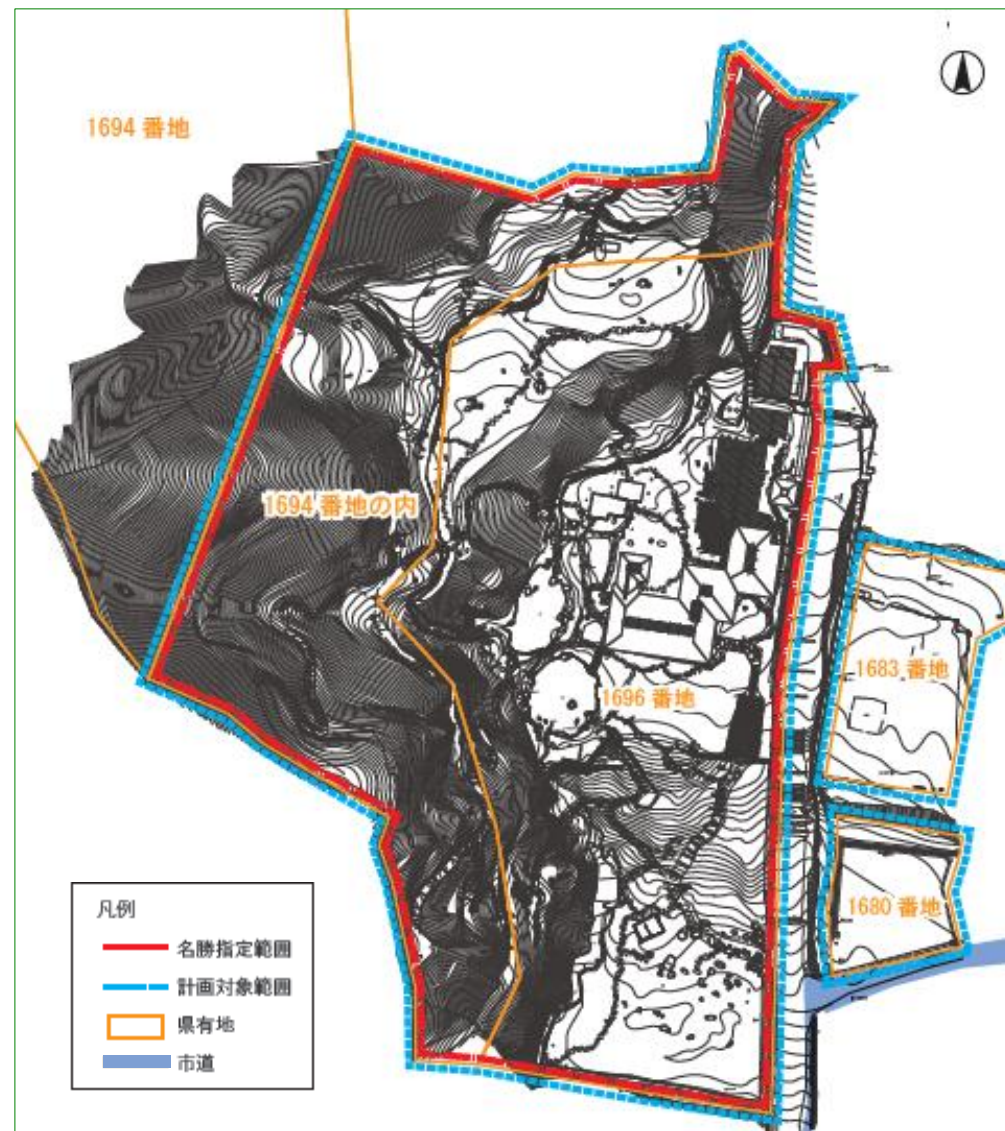 1694 番地
1694 番地の内
1683 番地
1696 番地
1680 番地
凡例
名勝指定範囲
計画対象範囲
県有地
市道